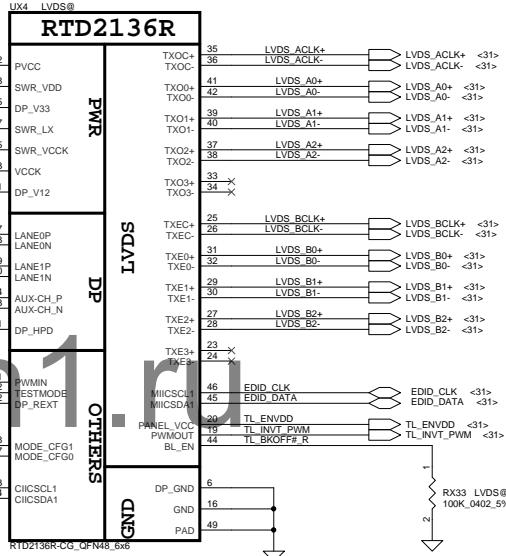 UX4 LVDS@
RTD2136R
PVCC
SWR_VDD
DP_V33
SWR_LX
SWR_VCCK
VCCK
DP_V12
PWR
LANE0P
LANE0N
LANE1P
LANE1N
AUX-CH_P
AUX-CH_N
DP_HPD
DP
PWMIN
TESTMODE
DP_REXT
MODE_CFG1
MODE_CFG0
CIICSCL1
CIICSDA1
OTHERS
LVDS
GND
TXOC+ 35 LVDS_ACLK+ LVDS_ACLK+ <31>
TXOC- 36 LVDS_ACLK- LVDS_ACLK- <31>
TXO0+ 41 LVDS_A0+ LVDS_A0+ <31>
TXO0- 42 LVDS_A0- LVDS_A0- <31>
TXO1+ 39 LVDS_A1+ LVDS_A1+ <31>
TXO1- 40 LVDS_A1- LVDS_A1- <31>
TXO2+ 37 LVDS_A2+ LVDS_A2+ <31>
TXO2- 38 LVDS_A2- LVDS_A2- <31>
TXO3+ 33
TXO3- 34
TXEC+ 25 LVDS_BCLK+ LVDS_BCLK+ <31>
TXEC- 26 LVDS_BCLK- LVDS_BCLK- <31>
TXE0+ 31 LVDS_B0+ LVDS_B0+ <31>
TXE0- 32 LVDS_B0- LVDS_B0- <31>
TXE1+ 29 LVDS_B1+ LVDS_B1+ <31>
TXE1- 30 LVDS_B1- LVDS_B1- <31>
TXE2+ 27 LVDS_B2+ LVDS_B2+ <31>
TXE2- 28 LVDS_B2- LVDS_B2- <31>
TXE3+ 23
TXE3- 24
MIICSCL1 46 EDID_CLK EDID_CLK <31>
MIICSDA1 45 EDID_DATA EDID_DATA <31>
PANEL_VCC 20 TL_ENVDD TL_ENVDD <31>
PWMOUT 19 TL_INVT_PWM TL_INVT_PWM <31>
BL_EN 44 TL_BKOFF#_R
DP_GND 6
GND 16
PAD 49
1
2
RX33 LVDS@
100K_0402_5%
RTD2136R-CG_QFN48_6x6
m1.ru